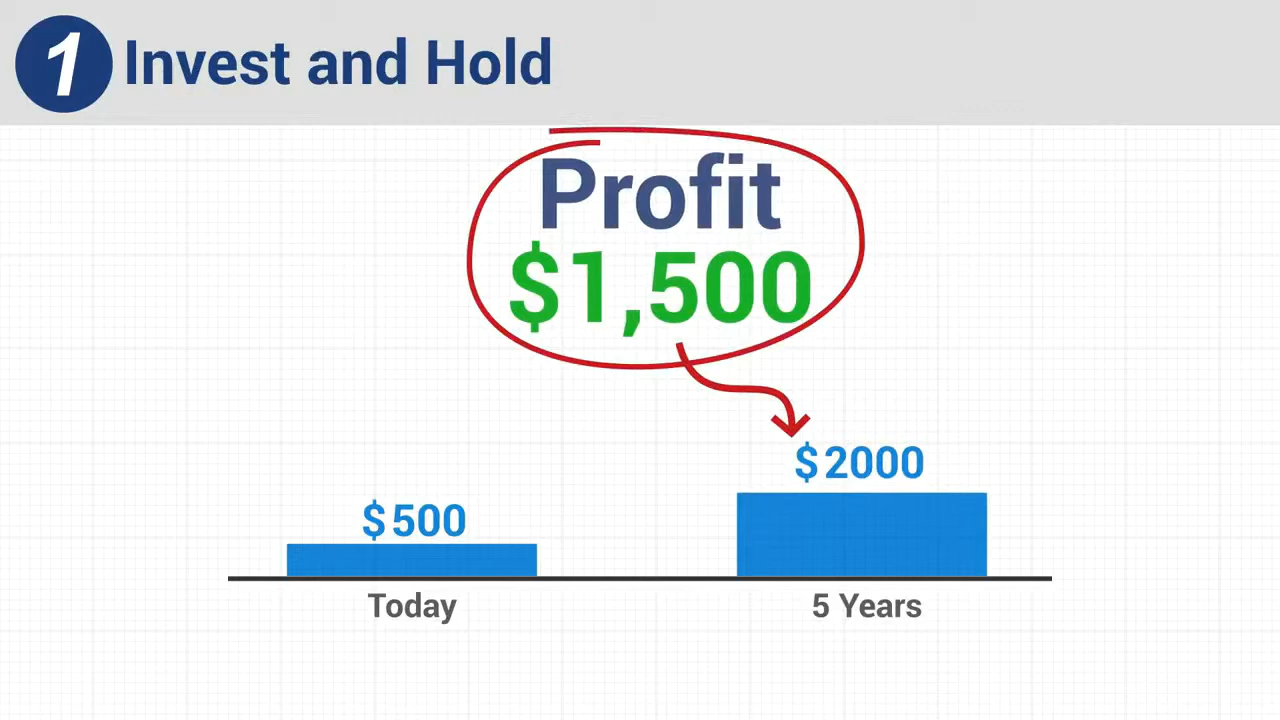 1 Invest and Hold
Profit
$1,500
$2000
$500
Today
5 Years